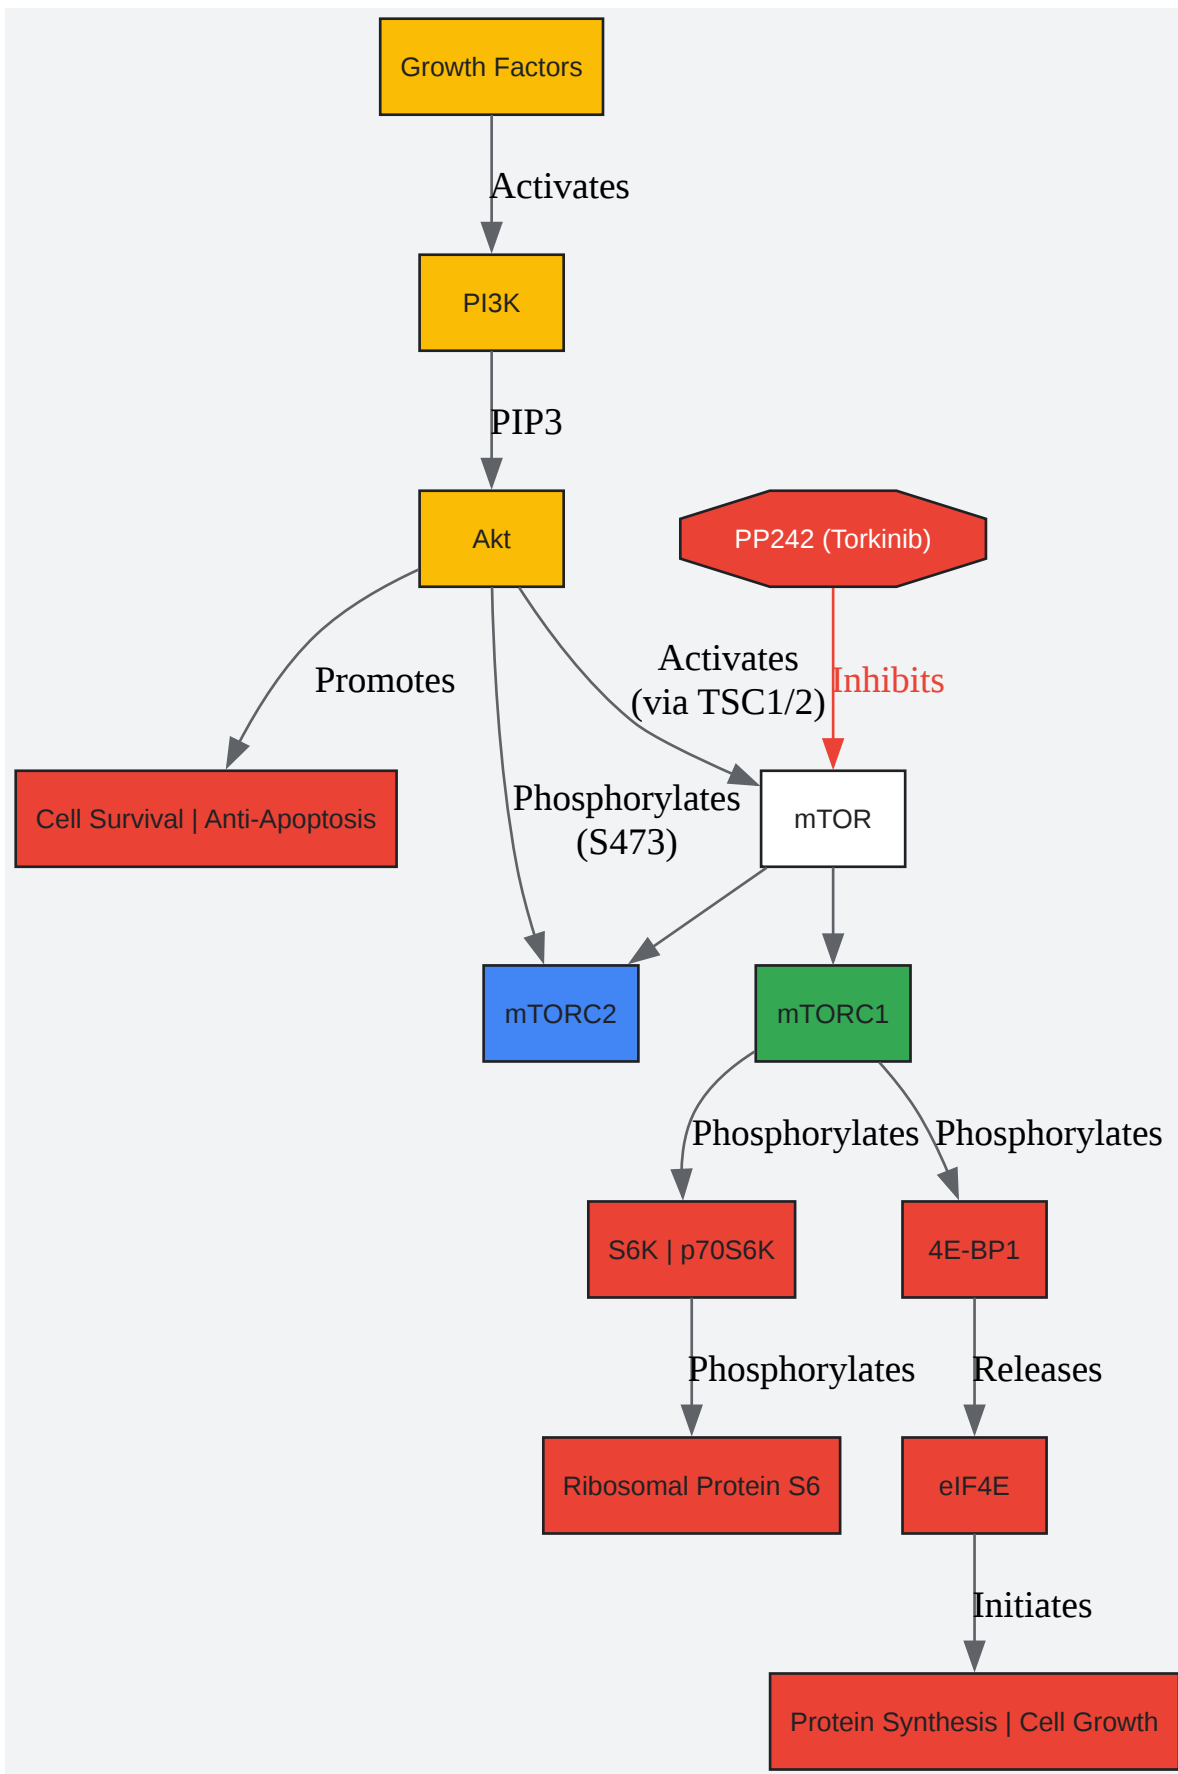 Growth Factors
Activates
PI3K
PIP3
Akt
PP242 (Torkinib)
Promotes
Activates
(via TSC1/2)
Inhibits
Cell Survival | Anti-Apoptosis
Phosphorylates
(S473)
mTOR
mTORC2
mTORC1
Phosphorylates
Phosphorylates
S6K | p70S6K
4E-BP1
Phosphorylates
Releases
Ribosomal Protein S6
eIF4E
Initiates
Protein Synthesis | Cell Growth